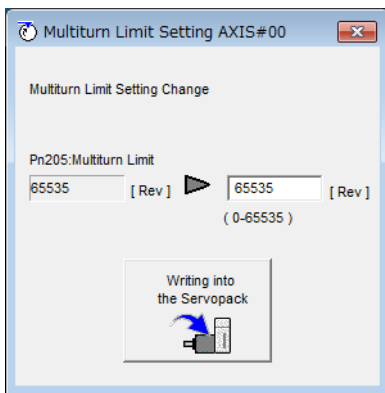 Multiturn Limit Setting AXIS#00
Multiturn Limit Setting Change
Pn205:Multiturn Limit
65535 [ Rev ] 65535 [ Rev ]
( 0-65535 )
Writing into
the Servopack